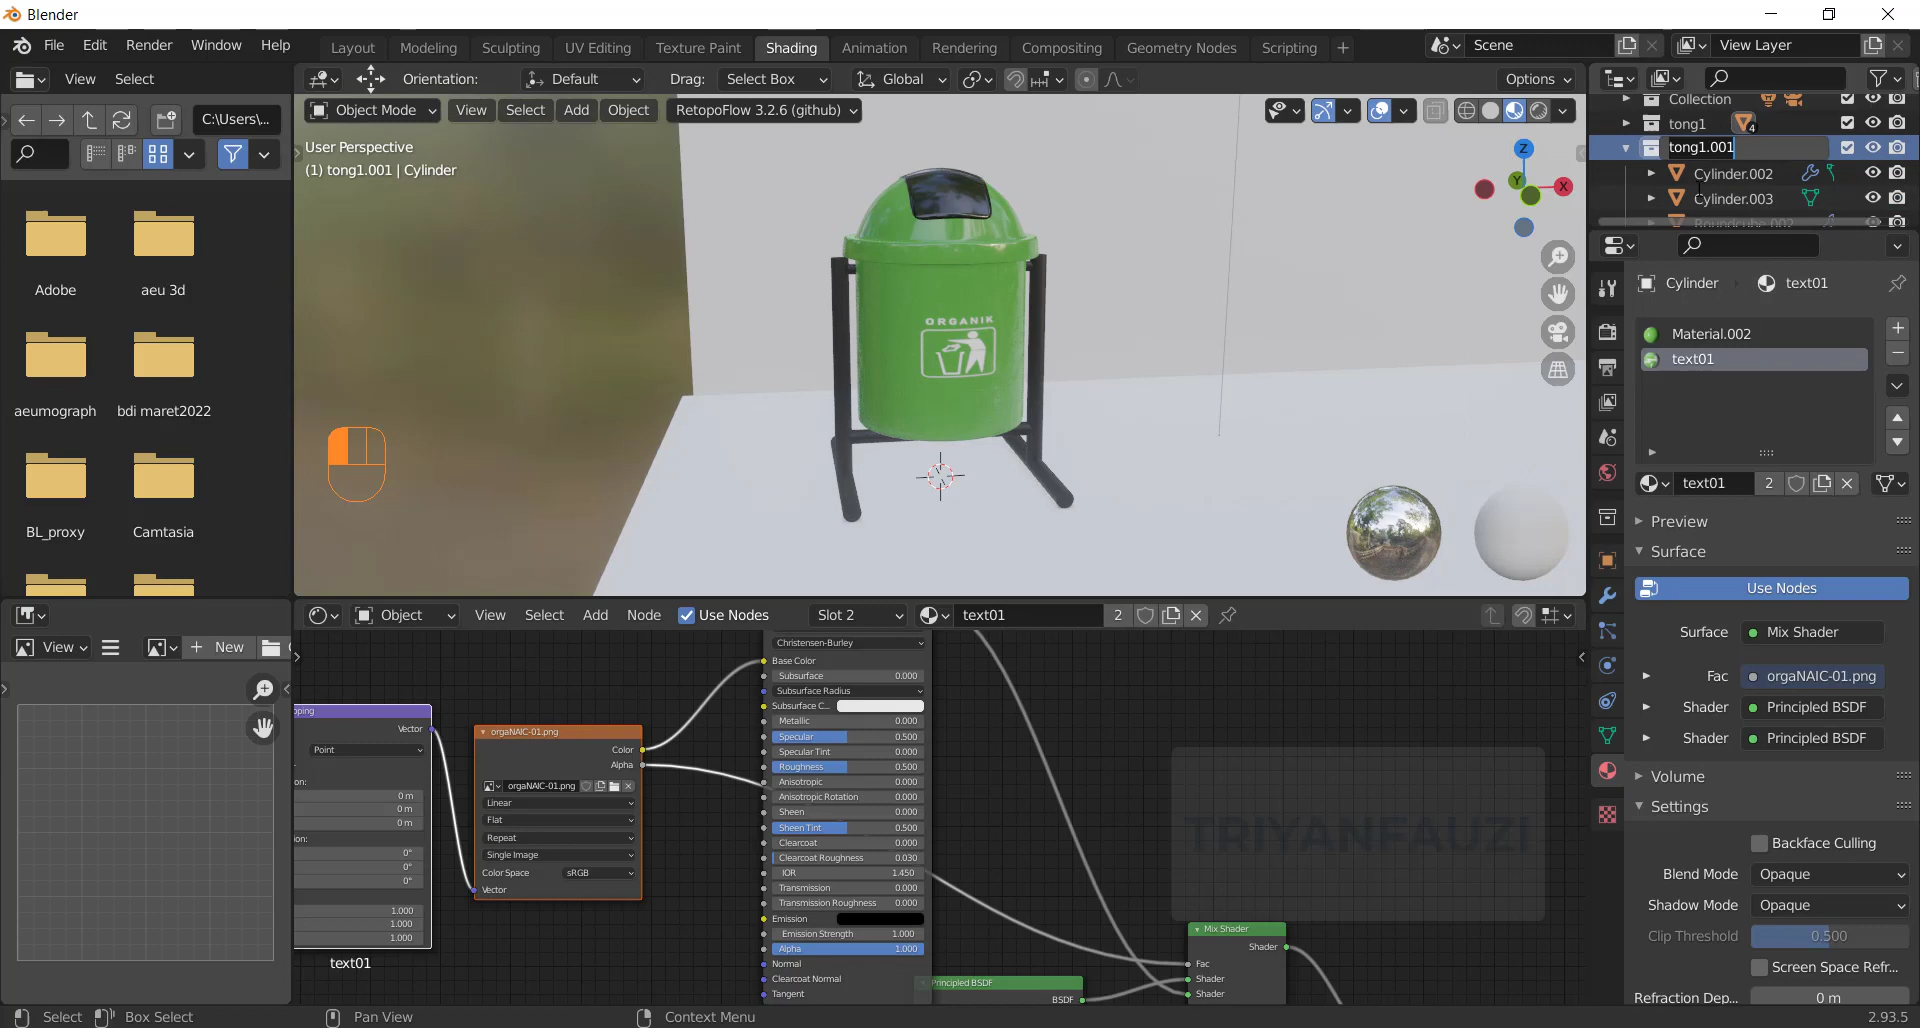 Blender
File Edit Render Window Help
Layout Modeling Sculpting UV Editing Texture Paint Shading Animation Rendering Compositing Geometry Nodes Scripting +
Scene
View Layer
View Select
Orientation: Default Drag: Select Box Global Options
Object Mode View Select Add Object RetopoFlow 3.2.6 (github)
C:\Users\...
User Perspective
(1) tong1.001 | Cylinder
Adobe
aeu 3d
aeumograph
bdi maret2022
BL_proxy
Camtasia
ORGANIK
Z
Y
X
Collection
tong1
4
tong1.001
Cylinder.002
Cylinder.003
Roundcube.002
Cylinder text01
Material.002
text01
text01 2
Preview
Surface
Use Nodes
Surface Mix Shader
Fac orgaNAIC-01.png
Shader Principled BSDF
Shader Principled BSDF
Volume
Settings
Backface Culling
Blend Mode Opaque
Shadow Mode Opaque
Clip Threshold 0.500
Screen Space Refr...
Refraction Dep... 0 m
View New
Object View Select Add Node Use Nodes Slot 2 text01 2
Vector
Point
0 m
0 m
0 m
0°
0°
0°
1.000
1.000
1.000
text01
orgaNAIC-01.png
Color
Alpha
orgaNAIC-01.png
Linear
Flat
Repeat
Single Image
Color Space sRGB
Vector
Christensen-Burley
Base Color
Subsurface 0.000
Subsurface Radius
Subsurface C...
Metallic 0.000
Specular 0.500
Specular Tint 0.000
Roughness 0.500
Anisotropic 0.000
Anisotropic Rotation 0.000
Sheen 0.000
Sheen Tint 0.500
Clearcoat 0.000
Clearcoat Roughness 0.030
IOR 1.450
Transmission 0.000
Transmission Roughness 0.000
Emission
Emission Strength 1.000
Alpha 1.000
Normal
Clearcoat Normal
Tangent
Principled BSDF
BSDF
Mix Shader
Shader
Fac
Shader
Shader
TRIYANFAUZI
Select Box Select Pan View Context Menu 2.93.5